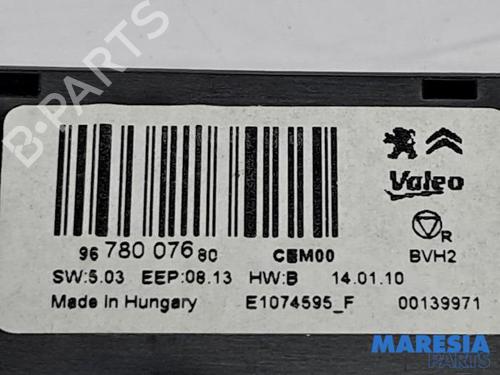 B-PARTS
Valeo
R
96 780 076 80 CEM00 BVH2
SW:5.03 EEP:08.13 HW:B 14.01.10
Made in Hungary E1074595_F 00139971
MARESIA
PARTS